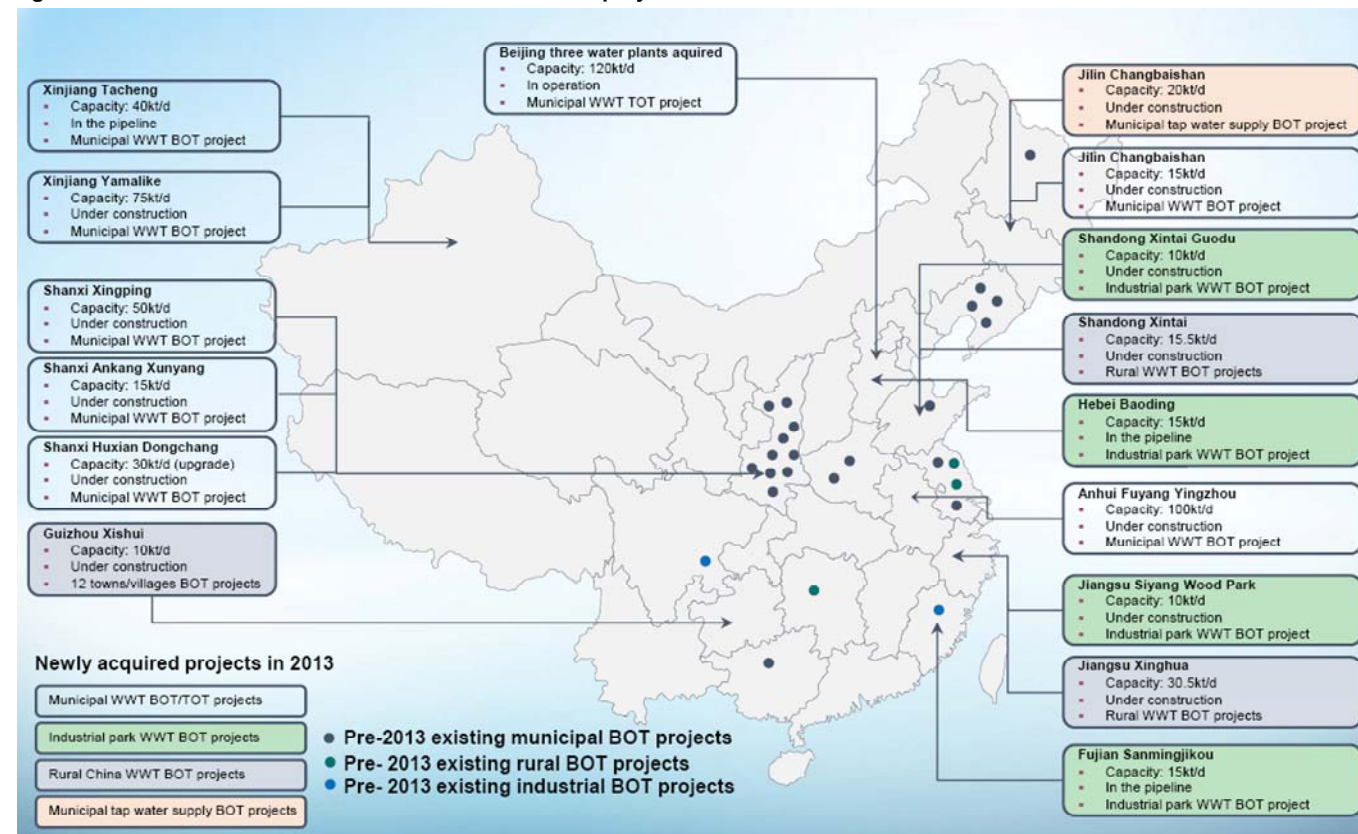 Beijing three water plants aquired
Capacity: 120kt/d
In operation
Municipal WWT TOT project
Xinjiang Tacheng
Capacity: 40kt/d
In the pipeline
Municipal WWT BOT project
Xinjiang Yamalike
Capacity: 75kt/d
Under construction
Municipal WWT BOT project
Shanxi Xingping
Capacity: 50kt/d
Under construction
Municipal WWT BOT project
Shanxi Ankang Xunyang
Capacity: 15kt/d
Under construction
Municipal WWT BOT project
Shanxi Huxian Dongchang
Capacity: 30kt/d (upgrade)
Under construction
Municipal WWT BOT project
Guizhou Xishui
Capacity: 10kt/d
Under construction
12 towns/villages BOT projects
Jilin Changbaishan
Capacity: 20kt/d
Under construction
Municipal tap water supply BOT project
Jilin Changbaishan
Capacity: 15kt/d
Under construction
Municipal WWT BOT project
Shandong Xintai Guodu
Capacity: 10kt/d
Under construction
Industrial park WWT BOT project
Shandong Xintai
Capacity: 15.5kt/d
Under construction
Rural WWT BOT projects
Hebei Baoding
Capacity: 15kt/d
In the pipeline
Industrial park WWT BOT project
Anhui Fuyang Yingzhou
Capacity: 100kt/d
Under construction
Municipal WWT BOT project
Jiangsu Siyang Wood Park
Capacity: 10kt/d
Under construction
Industrial park WWT BOT project
Jiangsu Xinghua
Capacity: 30.5kt/d
Under construction
Rural WWT BOT projects
Fujian Sanmingjikou
Capacity: 15kt/d
In the pipeline
Industrial park WWT BOT project
Newly acquired projects in 2013
Municipal WWT BOT/TOT projects
Industrial park WWT BOT projects
Rural China WWT BOT projects
Municipal tap water supply BOT projects
Pre-2013 existing municipal BOT projects
Pre- 2013 existing rural BOT projects
Pre- 2013 existing industrial BOT projects